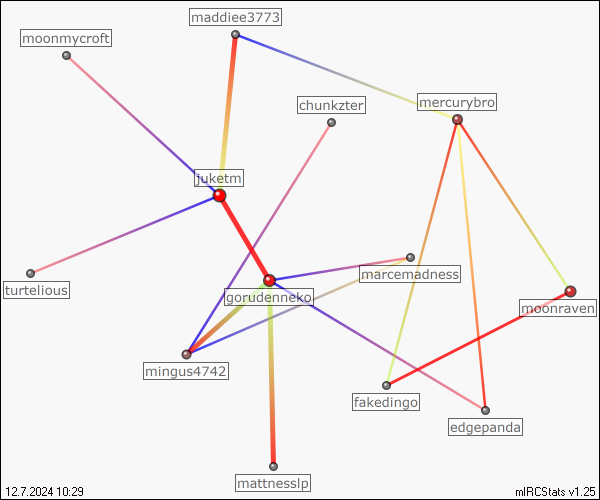 maddiee3773
moonmycroft
chunkzter
mercurybro
juketm
marcemadness
turtelious
gorudenneko
moonraven
mingus4742
fakedingo
edgepanda
mattnesslp
12.7.2024 10:29
mIRCStats v1.25